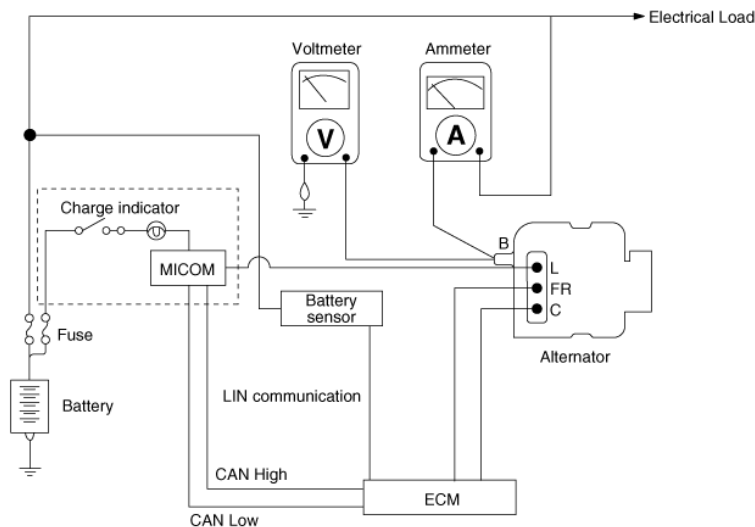 Electrical Load
Voltmeter
Ammeter
V
A
Charge indicator
MICOM
B
L
FR
C
Alternator
Battery
sensor
Fuse
Battery
LIN communication
CAN High
ECM
CAN Low